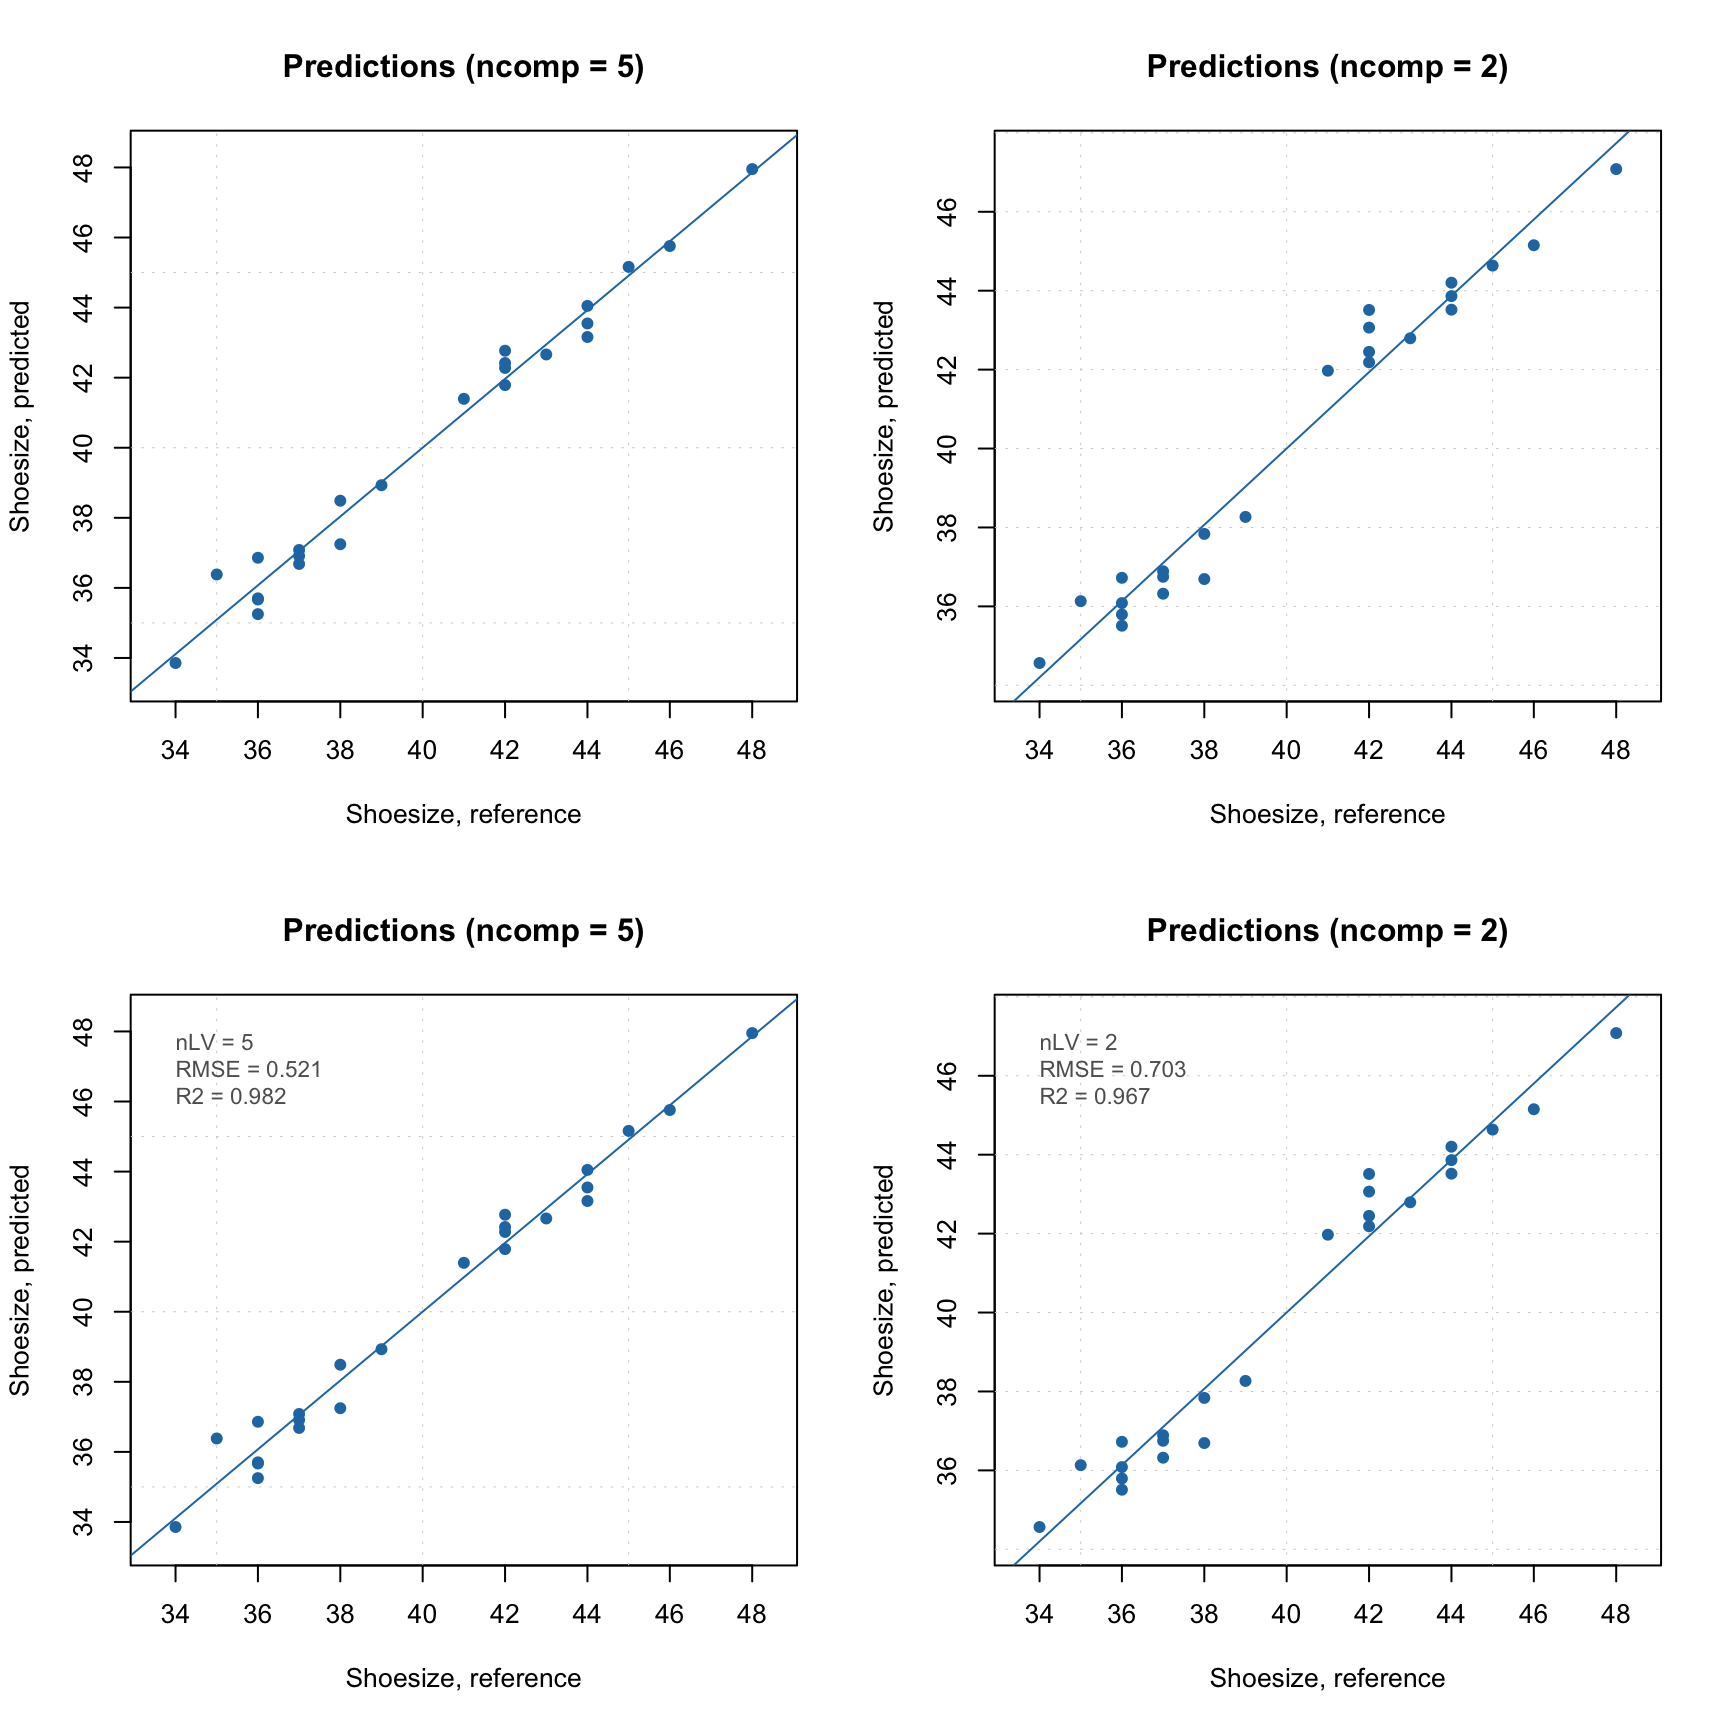 Predictions (ncomp = 5)
Shoesize, predicted
48
46
44
42
40
38
36
34
34 36 38 40 42 44 46 48
Shoesize, reference
Predictions (ncomp = 2)
Shoesize, predicted
46
44
42
40
38
36
34 36 38 40 42 44 46 48
Shoesize, reference
Predictions (ncomp = 5)
nLV = 5
RMSE = 0.521
R2 = 0.982
Shoesize, predicted
48
46
44
42
40
38
36
34
34 36 38 40 42 44 46 48
Shoesize, reference
Predictions (ncomp = 2)
nLV = 2
RMSE = 0.703
R2 = 0.967
Shoesize, predicted
46
44
42
40
38
36
34 36 38 40 42 44 46 48
Shoesize, reference